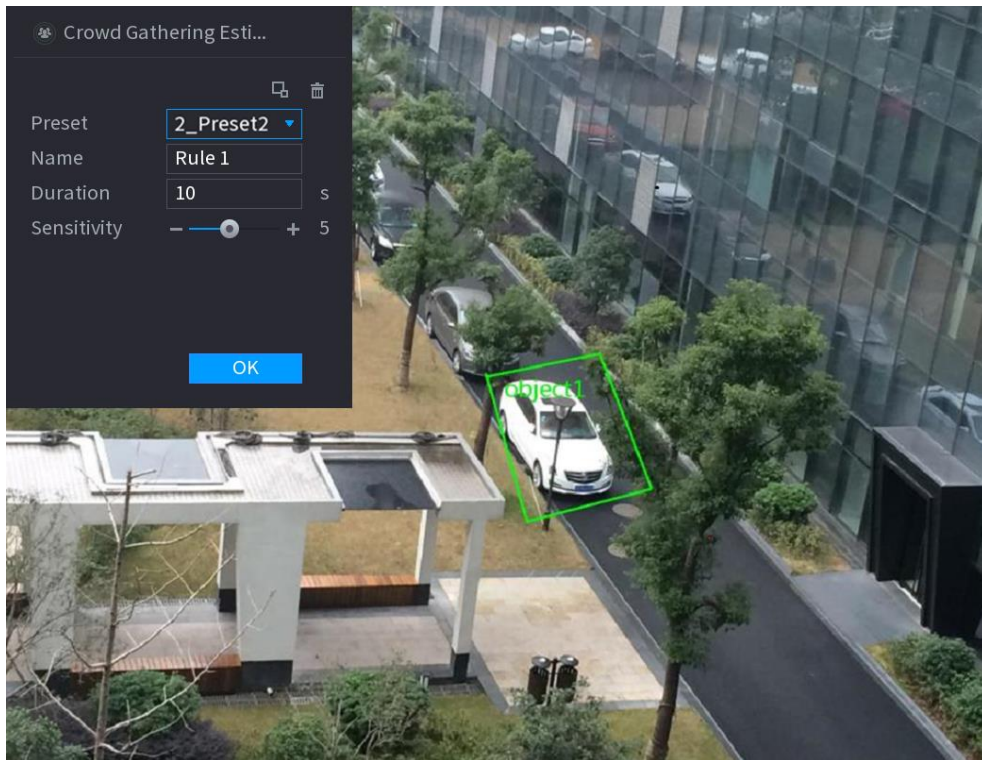 Crowd Gathering Esti...
Preset 2_Preset2
Name Rule 1
Duration 10 s
Sensitivity 5
OK
object1